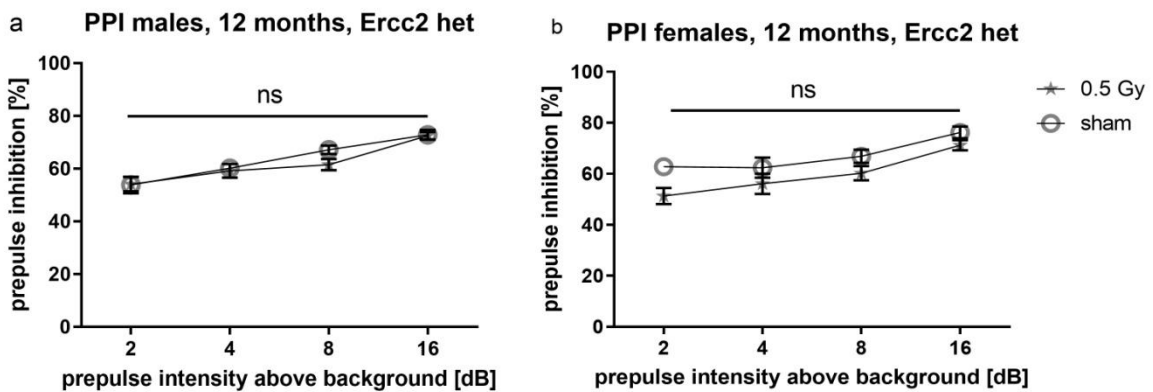 a
PPI males, 12 months, Ercc2 het
100
80
60
40
20
0
prepulse inhibition [%]
ns
2 4 8 16
prepulse intensity above background [dB]
b
PPI females, 12 months, Ercc2 het
100
80
60
40
20
0
prepulse inhibition [%]
ns
2 4 8 16
prepulse intensity above background [dB]
0.5 Gy
sham